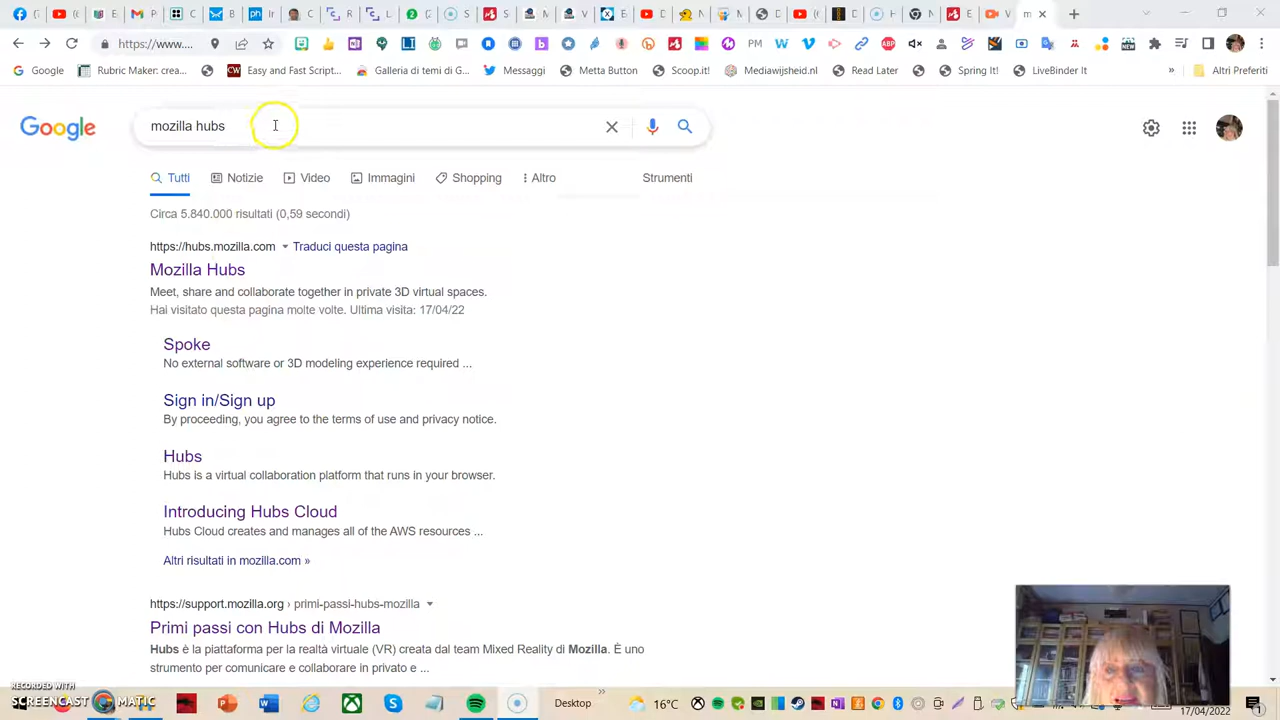 https://www....
Google
Rubric Maker: crea...
Easy and Fast Script...
Galleria di temi di G...
Messaggi
Metta Button
Scoop.it!
Mediawijsheid.nl
Read Later
Spring It!
LiveBinder It
»
Altri Preferiti
Google
mozilla hubs
Tutti
Notizie
Video
Immagini
Shopping
Altro
Strumenti
Circa 5.840.000 risultati (0,59 secondi)
https://hubs.mozilla.com Traduci questa pagina
Mozilla Hubs
Meet, share and collaborate together in private 3D virtual spaces.
Hai visitato questa pagina molte volte. Ultima visita: 17/04/22
Spoke
No external software or 3D modeling experience required ...
Sign in/Sign up
By proceeding, you agree to the terms of use and privacy notice.
Hubs
Hubs is a virtual collaboration platform that runs in your browser.
Introducing Hubs Cloud
Hubs Cloud creates and manages all of the AWS resources ...
Altri risultati in mozilla.com »
https://support.mozilla.org › primi-passi-hubs-mozilla
Primi passi con Hubs di Mozilla
Hubs è la piattaforma per la realtà virtuale (VR) creata dal team Mixed Reality di Mozilla. È uno
strumento per comunicare e collaborare in privato e ...
RECORDED WITH
SCREENCAST MATIC
Desktop
»
16°C
17/04/2022